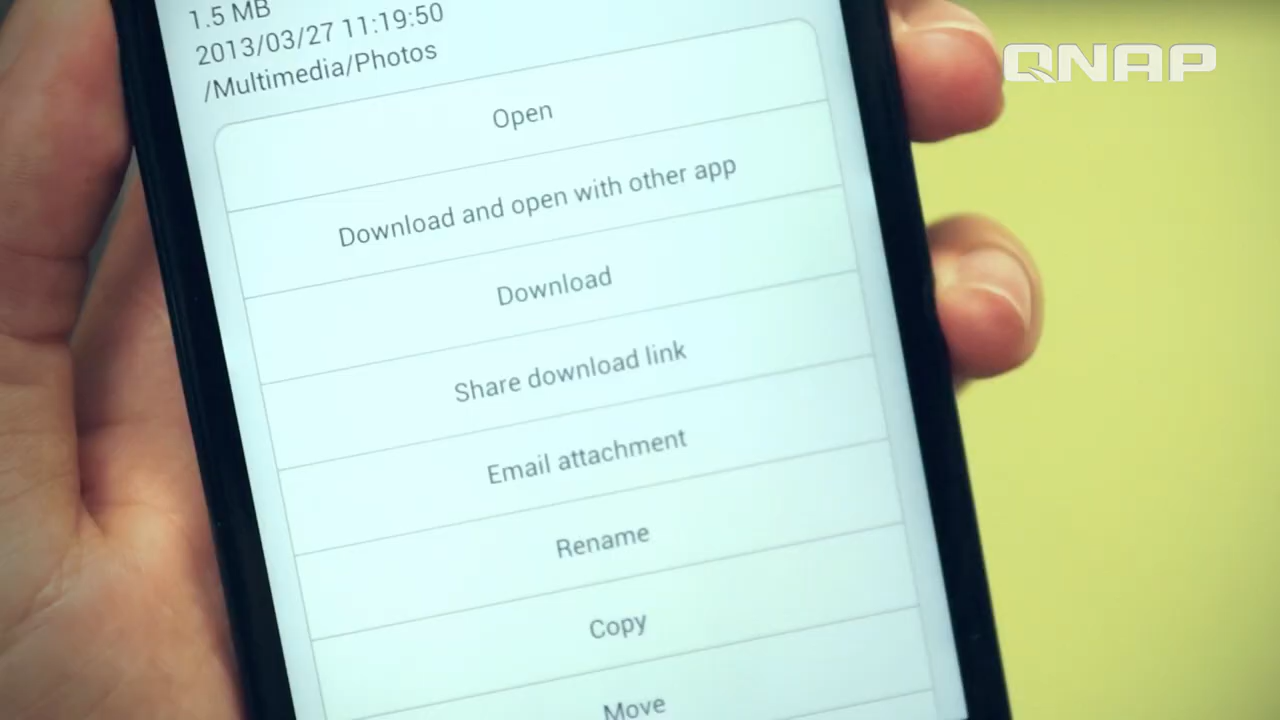 1.5 MB
2013/03/27 11:19:50
/Multimedia/Photos
QNAP
Open
Download and open with other app
Download
Share download link
Email attachment
Rename
Copy
Move